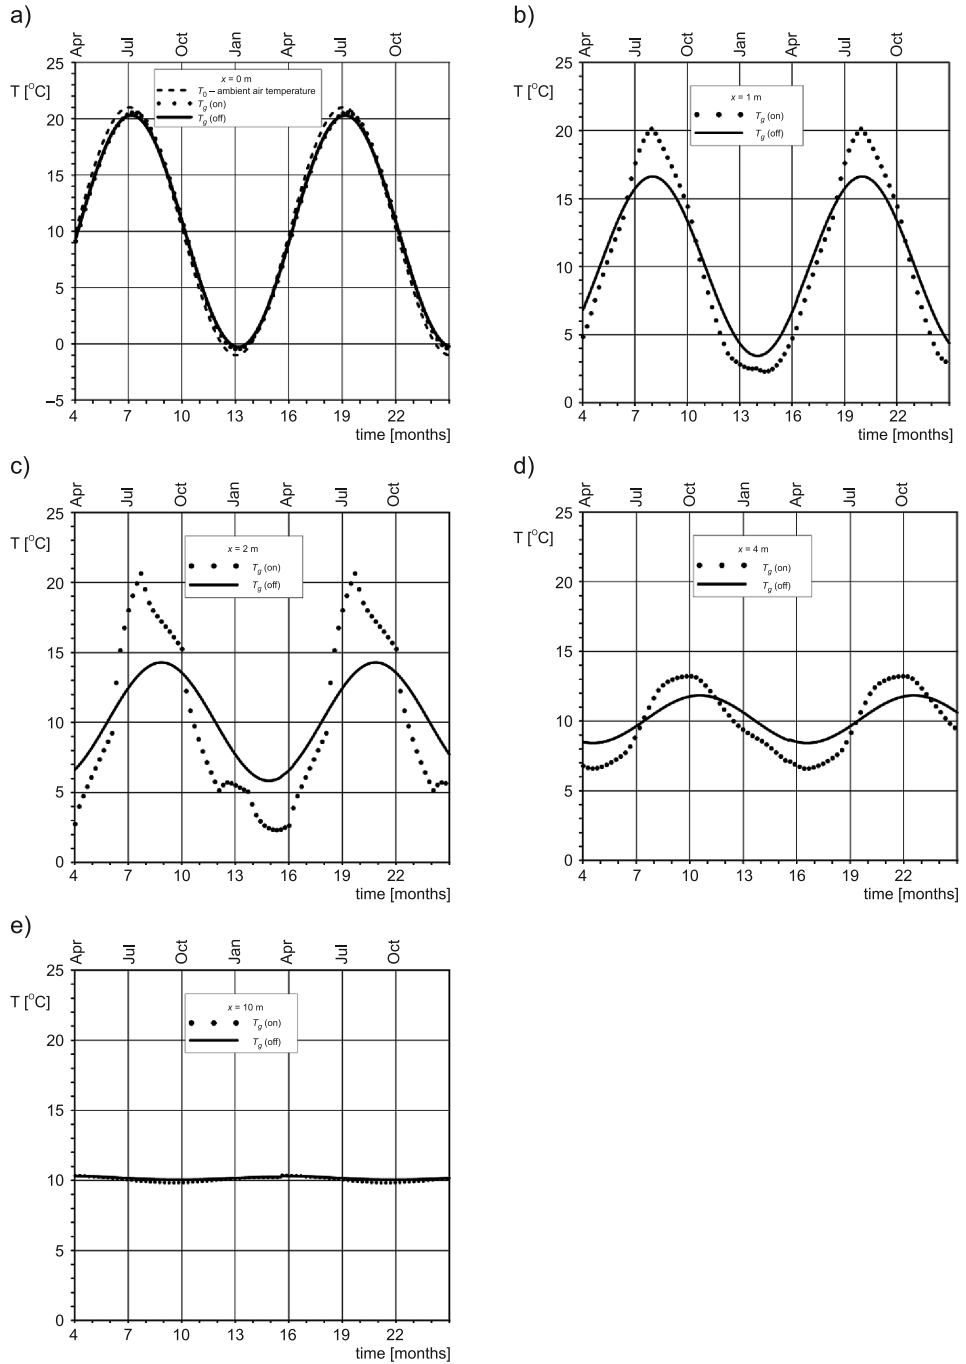 a)
Apr Jul Oct Jan Apr Jul Oct
T [°C]
25
20
15
10
5
0
–5
x = 0 m
T0 – ambient air temperature
Tg (on)
Tg (off)
4 7 10 13 16 19 22
time [months]
b)
Apr Jul Oct Jan Apr Jul Oct
T [°C]
25
20
15
10
5
0
x = 1 m
Tg (on)
Tg (off)
4 7 10 13 16 19 22
time [months]
c)
Apr Jul Oct Jan Apr Jul Oct
T [°C]
25
20
15
10
5
0
x = 2 m
Tg (on)
Tg (off)
4 7 10 13 16 19 22
time [months]
d)
Apr Jul Oct Jan Apr Jul Oct
T [°C]
25
20
15
10
5
0
x = 4 m
Tg (on)
Tg (off)
4 7 10 13 16 19 22
time [months]
e)
Apr Jul Oct Jan Apr Jul Oct
T [°C]
25
20
15
10
5
0
x = 10 m
Tg (on)
Tg (off)
4 7 10 13 16 19 22
time [months]